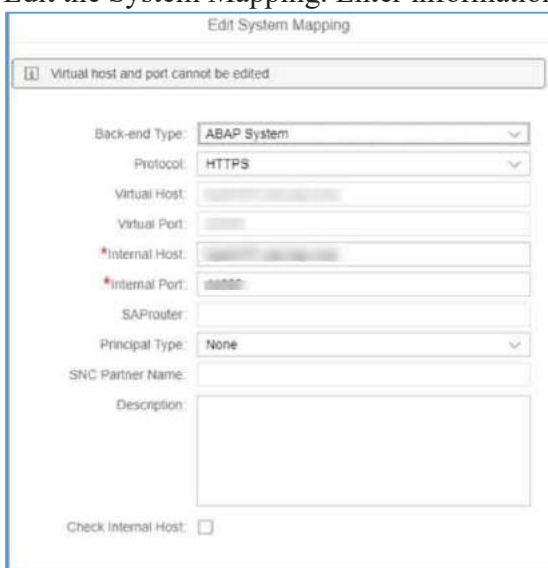 Edit the System Mapping. Enter information
Edit System Mapping
Virtual host and port cannot be edited
Back-end Type: ABAP System
Protocol: HTTPS
Virtual Host:
Virtual Port:
*Internal Host:
*Internal Port:
SAProuter:
Principal Type: None
SNC Partner Name:
Description:
Check Internal Host: